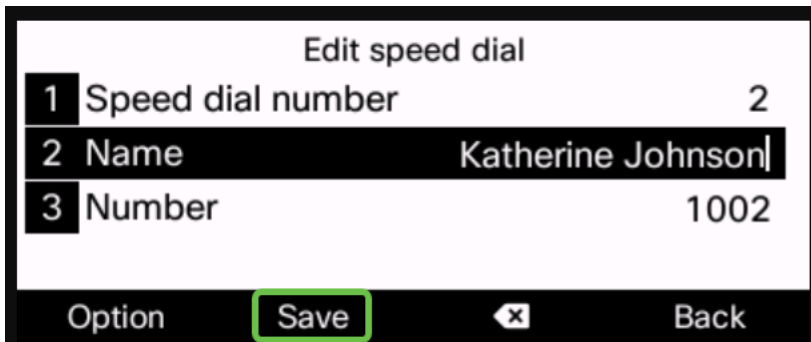 Edit speed dial
1 Speed dial number 2
2 Name Katherine Johnson
3 Number 1002
Option Save Back